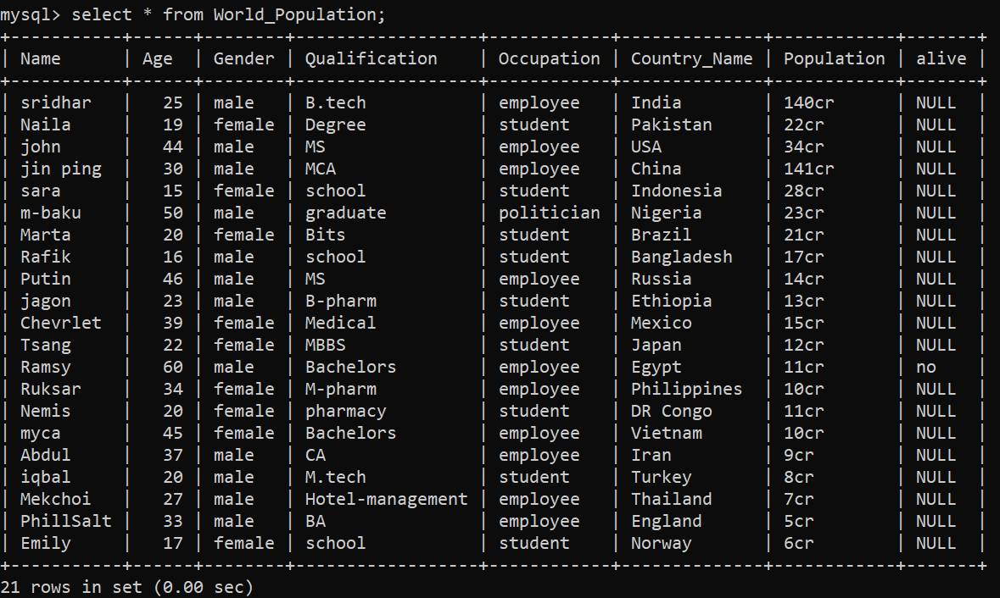 mysql> select * from World_Population;
+-----------+------+--------+------------------+------------+--------------+------------+-------+
| Name      | Age  | Gender | Qualification    | Occupation | Country_Name | Population | alive |
+-----------+------+--------+------------------+------------+--------------+------------+-------+
| sridhar   |   25 | male   | B.tech           | employee   | India        | 140cr      | NULL  |
| Naila     |   19 | female | Degree           | student    | Pakistan     | 22cr       | NULL  |
| john      |   44 | male   | MS               | employee   | USA          | 34cr       | NULL  |
| jin ping  |   30 | male   | MCA              | employee   | China        | 141cr      | NULL  |
| sara      |   15 | female | school           | student    | Indonesia    | 28cr       | NULL  |
| m-baku    |   50 | male   | graduate         | politician | Nigeria      | 23cr       | NULL  |
| Marta     |   20 | female | Bits             | student    | Brazil       | 21cr       | NULL  |
| Rafik     |   16 | male   | school           | student    | Bangladesh   | 17cr       | NULL  |
| Putin     |   46 | male   | MS               | employee   | Russia       | 14cr       | NULL  |
| jagon     |   23 | male   | B-pharm          | student    | Ethiopia     | 13cr       | NULL  |
| Chevrlet  |   39 | female | Medical          | employee   | Mexico       | 15cr       | NULL  |
| Tsang     |   22 | female | MBBS             | student    | Japan        | 12cr       | NULL  |
| Ramsy     |   60 | male   | Bachelors        | employee   | Egypt        | 11cr       | no    |
| Ruksar    |   34 | female | M-pharm          | employee   | Philippines  | 10cr       | NULL  |
| Nemis     |   20 | female | pharmacy         | student    | DR Congo     | 11cr       | NULL  |
| myca      |   45 | female | Bachelors        | employee   | Vietnam      | 10cr       | NULL  |
| Abdul     |   37 | male   | CA               | employee   | Iran         | 9cr        | NULL  |
| iqbal     |   20 | male   | M.tech           | student    | Turkey       | 8cr        | NULL  |
| Mekchoi   |   27 | male   | Hotel-management | employee   | Thailand     | 7cr        | NULL  |
| PhillSalt |   33 | male   | BA               | employee   | England      | 5cr        | NULL  |
| Emily     |   17 | female | school           | student    | Norway       | 6cr        | NULL  |
+-----------+------+--------+------------------+------------+--------------+------------+-------+
21 rows in set (0.00 sec)